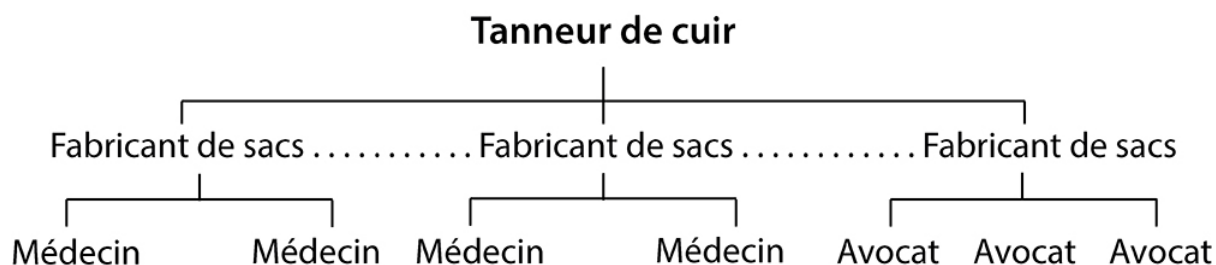 Tanneur de cuir
Fabricant de sacs . . . . . . . . . . . Fabricant de sacs . . . . . . . . . . . . Fabricant de sacs
Médecin Médecin Médecin Médecin Avocat Avocat Avocat